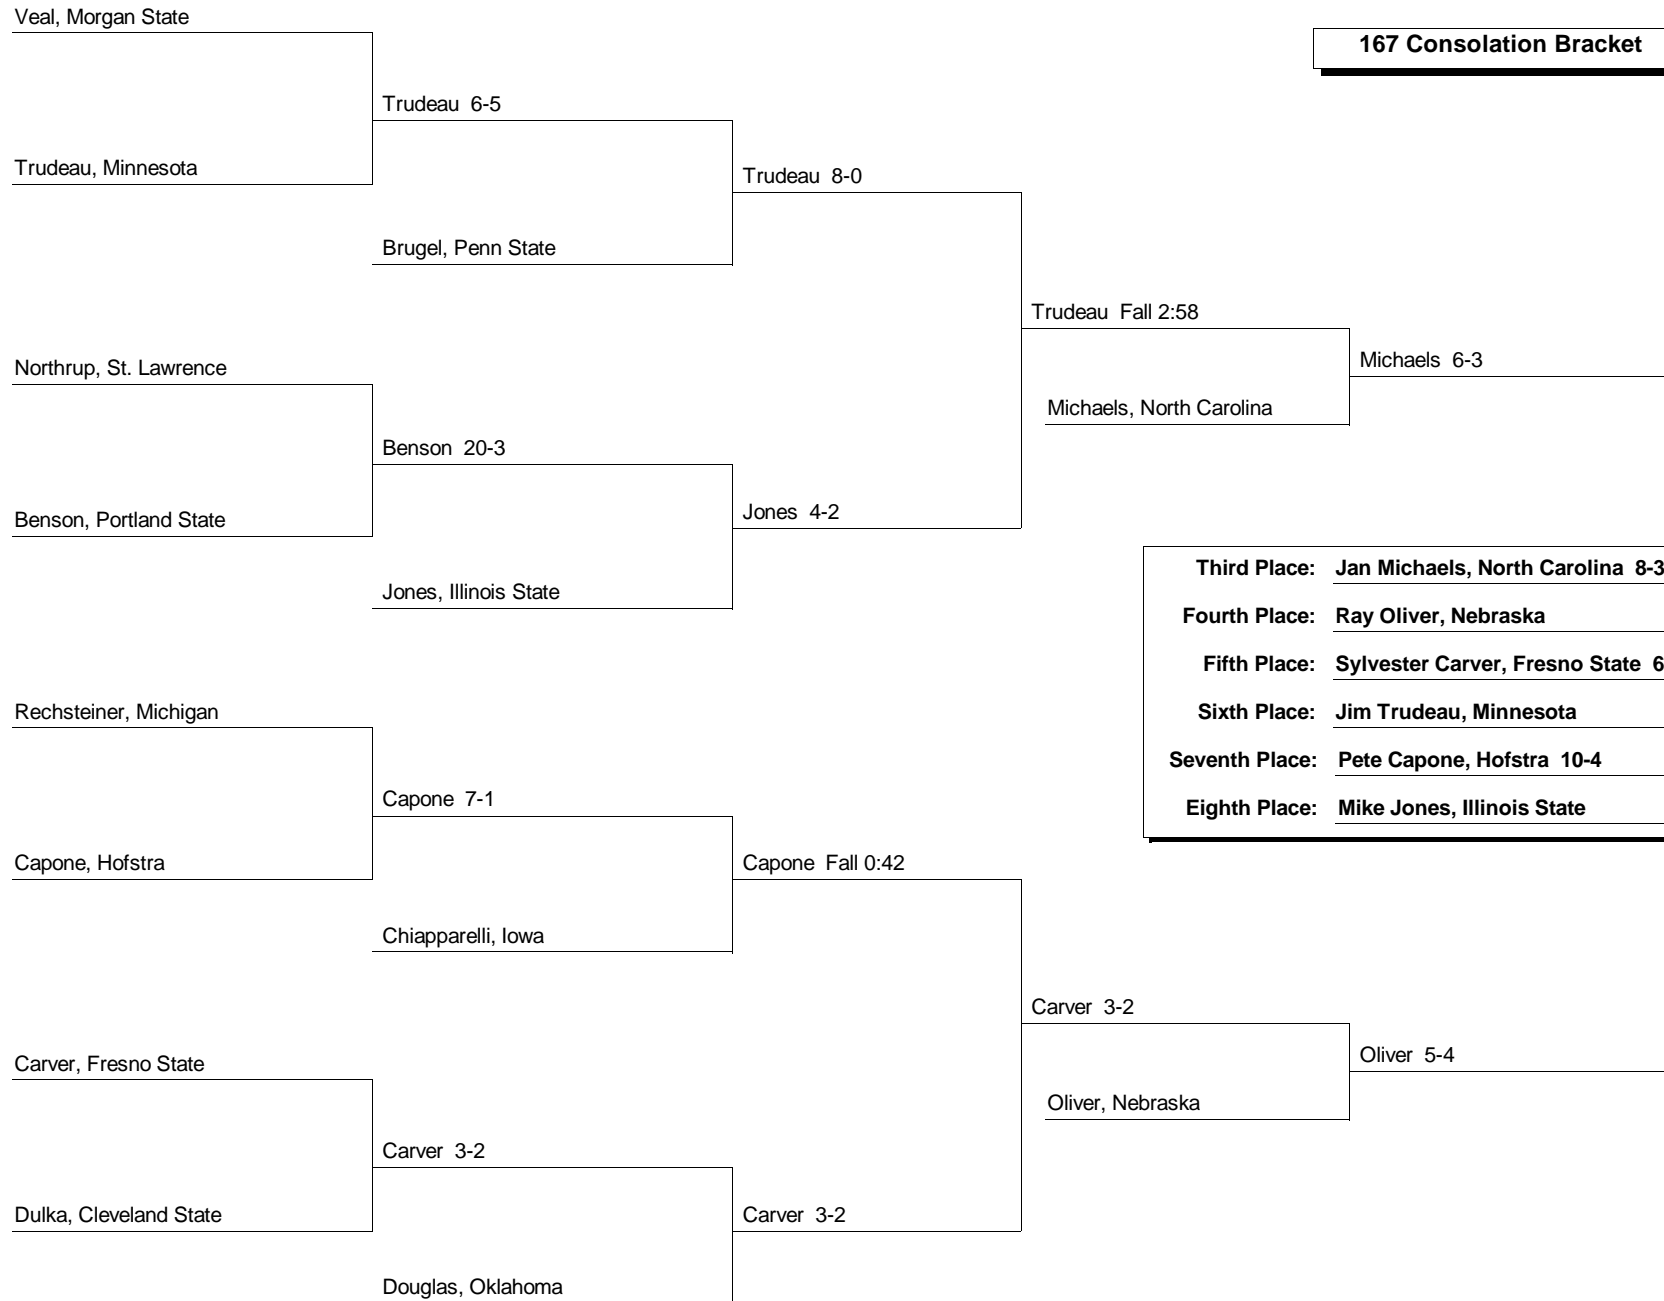 Veal, Morgan State
167 Consolation Bracket
Trudeau 6-5
Trudeau, Minnesota
Trudeau 8-0
Brugel, Penn State
Trudeau Fall 2:58
Northrup, St. Lawrence
Michaels 6-3
Michaels, North Carolina
Benson 20-3
Benson, Portland State
Jones 4-2
Jones, Illinois State
Third Place: Jan Michaels, North Carolina 8-3
Fourth Place: Ray Oliver, Nebraska
Fifth Place: Sylvester Carver, Fresno State 6
Sixth Place: Jim Trudeau, Minnesota
Seventh Place: Pete Capone, Hofstra 10-4
Eighth Place: Mike Jones, Illinois State
Rechsteiner, Michigan
Capone 7-1
Capone, Hofstra
Capone Fall 0:42
Chiapparelli, Iowa
Carver 3-2
Carver, Fresno State
Oliver 5-4
Oliver, Nebraska
Carver 3-2
Dulka, Cleveland State
Carver 3-2
Douglas, Oklahoma